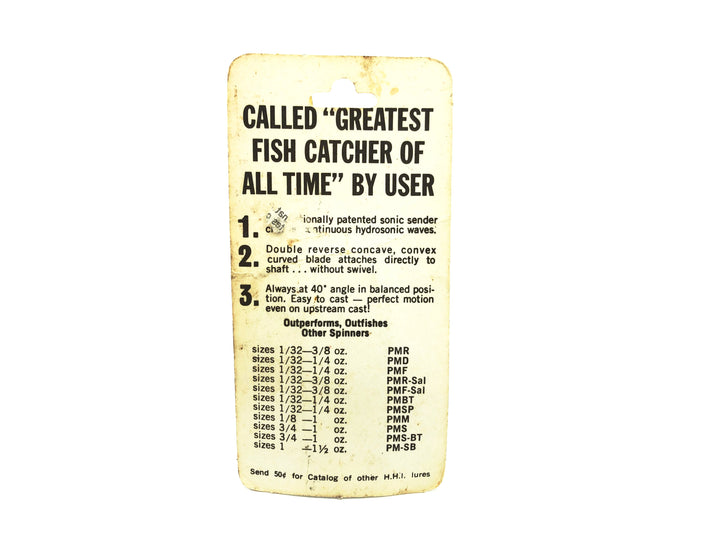 CALLED "GREATEST
FISH CATCHER OF
ALL TIME" BY USER
1. ionally patented sonic sender
c ntinuous hydrosonic waves.
2. Double reverse concave, convex
curved blade attaches directly to
shaft ... without swivel.
3. Always at 40° angle in balanced posi-
tion. Easy to cast — perfect motion
even on upstream cast!
Outperforms, Outfishes
Other Spinners
sizes 1/32—3/8 oz. PMR
sizes 1/32—1/4 oz. PMD
sizes 1/32—1/4 oz. PMF
sizes 1/32—3/8 oz. PMR-Sal
sizes 1/32—3/8 oz. PMF-Sal
sizes 1/32—1/4 oz. PMBT
sizes 1/32—1/4 oz. PMSP
sizes 1/8 —1 oz. PMM
sizes 3/4 —1 oz. PMS
sizes 3/4 —1 oz. PMS-BT
sizes 1 —1½ oz. PM-SB
Send 50¢ for Catalog of other H.H.I. lures